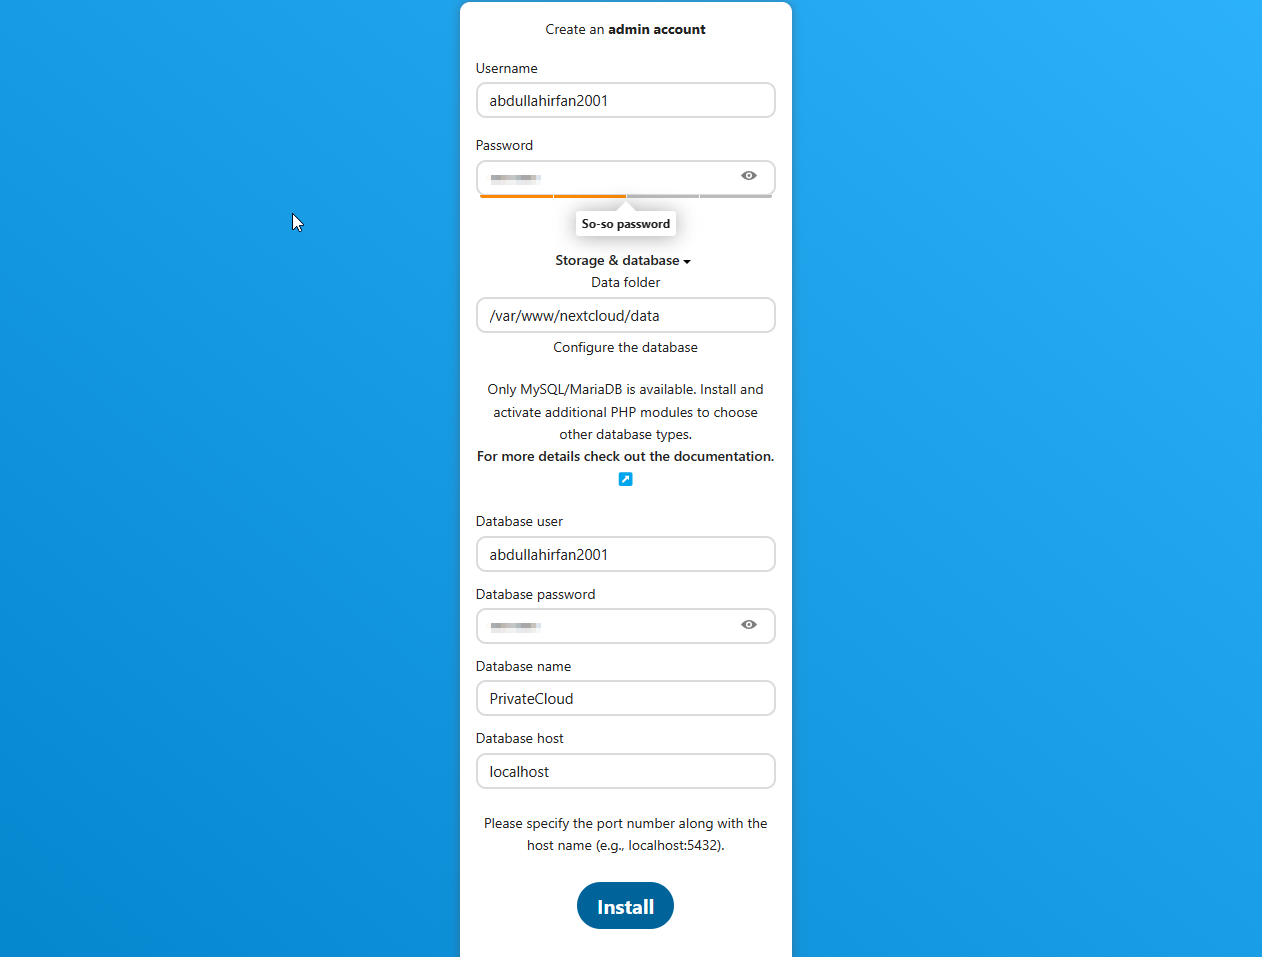 Create an admin account
Username
abdullahirfan2001
Password
So-so password
Storage & database
Data folder
/var/www/nextcloud/data
Configure the database
Only MySQL/MariaDB is available. Install and
activate additional PHP modules to choose
other database types.
For more details check out the documentation.
Database user
abdullahirfan2001
Database password
Database name
PrivateCloud
Database host
localhost
Please specify the port number along with the
host name (e.g., localhost:5432).
Install